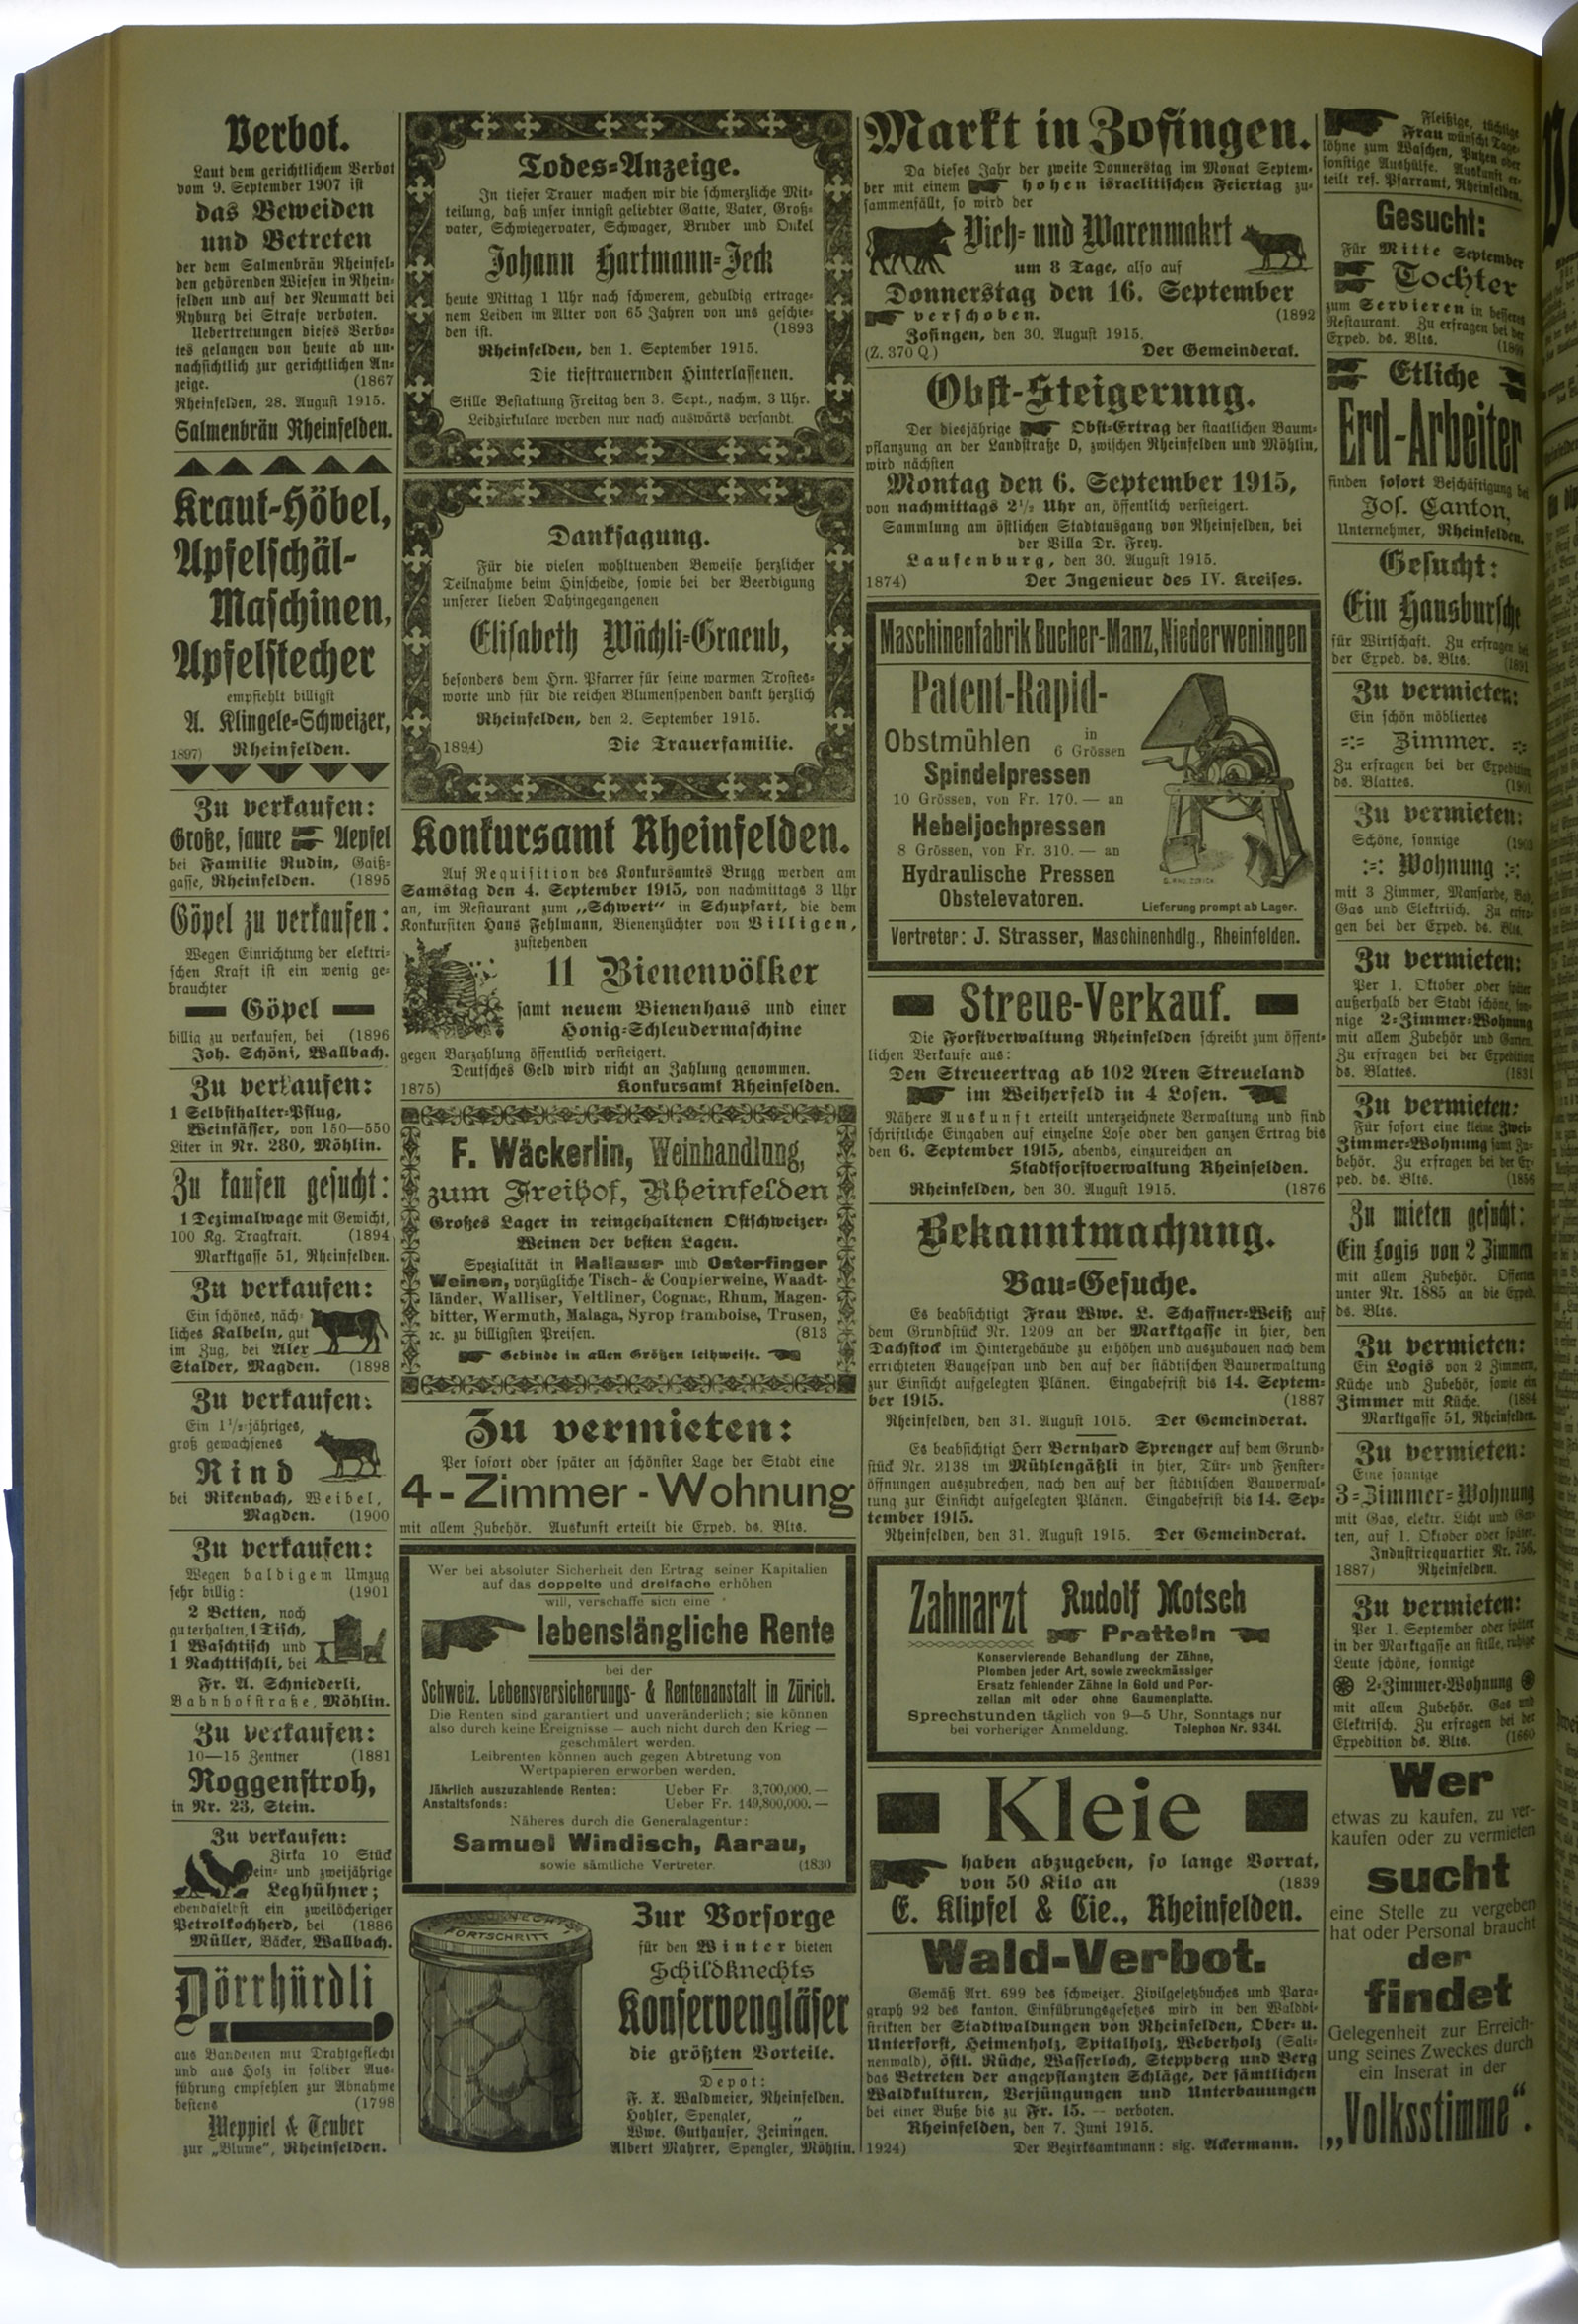 Verbot.
Laut dem gerichtlichem Verbot
vom 9. September 1907 ist
das Beweiden
und Betreten
der dem Salmenbräu Rheinfel-
den gehörenden Wiesen in Rhein-
felden und auf der Neumatt bei
Ryburg bei Strafe verboten.
Uebertretungen dieses Verbo-
tes gelangen von heute ab un-
nachsichtlich zur gerichtlichen An-
zeige. (1867
Rheinfelden, 28. August 1915.
Salmenbräu Rheinfelden.
Kraut-Höbel,
Apfelschäl-
Maschinen,
Apfelstecher
empfiehlt billigst
A. Klingele-Schweizer,
1897) Rheinfelden.
Zu verkaufen:
Große, saure Aepfel
bei Familie Rudin, Gaiß-
gasse, Rheinfelden. (1895
Göpel zu verkaufen:
Wegen Einrichtung der elektri-
schen Kraft ist ein wenig ge-
brauchter
Göpel
billig zu verkaufen, bei (1896
Joh. Schöni, Wallbach.
Zu verkaufen:
1 Selbsthalter-Pflug,
Weinfässer, von 150—550
Liter in Nr. 280, Möhlin.
Zu kaufen gesucht:
1 Dezimalwage mit Gewicht,
100 Kg. Tragkraft. (1894
Marktgasse 51, Rheinfelden.
Zu verkaufen:
Ein schönes, näch-
liches Kalbeln, gut
im Zug, bei Alex
Stalder, Magden. (1898
Zu verkaufen:
Ein 1½-jähriges,
groß gewachsenes
Rind
bei Rikenbach, Weibel,
Magden. (1900
Zu verkaufen:
Wegen baldigem Umzug
sehr billig: (1901
2 Betten, noch
guterhalten, 1 Tisch,
1 Waschtisch und
1 Nachttischli, bei
Fr. A. Schniederli,
Bahnhofstraße, Möhlin.
Zu verkaufen:
10—15 Zentner (1881
Roggenstroh,
in Nr. 23, Stein.
Zu verkaufen:
Zirka 10 Stück
ein- und zweijährige
Leghühner;
ebendaselbst ein zweilöcheriger
Petrolkochherd, bei (1886
Müller, Bäcker, Wallbach.
Dörrhürdli
aus Bandeisen mit Drahtgeflecht
und aus Holz in solider Aus-
führung empfehlen zur Abnahme
bestens (1798
Meppiel & Teuber
zur „Blume“, Rheinfelden.
Todes-Anzeige.
In tiefer Trauer machen wir die schmerzliche Mit-
teilung, daß unser innigst geliebter Gatte, Vater, Groß-
vater, Schwiegervater, Schwager, Bruder und Onkel
Johann Hartmann-Jeck
heute Mittag 1 Uhr nach schwerem, geduldig ertrage-
nem Leiden im Alter von 65 Jahren von uns geschie-
den ist. (1893
Rheinfelden, den 1. September 1915.
Die tieftrauernden Hinterlassenen.
Stille Bestattung Freitag den 3. Sept., nachm. 3 Uhr.
Leidzirkulare werden nur nach auswärts versandt.
Danksagung.
Für die vielen wohltuenden Beweise herzlicher
Teilnahme beim Hinscheide, sowie bei der Beerdigung
unserer lieben Dahingegangenen
Elisabeth Wächli-Graeub,
besonders dem Hrn. Pfarrer für seine warmen Trostes-
worte und für die reichen Blumenspenden dankt herzlich
Rheinfelden, den 2. September 1915.
1894) Die Trauerfamilie.
Konkursamt Rheinfelden.
Auf Requisition des Konkursamtes Brugg werden am
Samstag den 4. September 1915, von nachmittags 3 Uhr
an, im Restaurant zum „Schwert“ in Schupfart, die dem
Konkursiten Hans Fehlmann, Bienenzüchter von Villigen,
zustehenden
11 Bienenvölker
samt neuem Bienenhaus und einer
Honig-Schleudermaschine
gegen Barzahlung öffentlich versteigert.
Deutsches Geld wird nicht an Zahlung genommen.
1875) Konkursamt Rheinfelden.
F. Wäckerlin, Weinhandlung,
zum Freihof, Rheinfelden
Großes Lager in reingehaltenen Ostschweizer-
Weinen der besten Lagen.
Spezialität in Hallauer und Osterfinger
Weinen, vorzügliche Tisch- & Coupierweine, Waadt-
länder, Walliser, Veltliner, Cognac, Rhum, Magen-
bitter, Wermuth, Malaga, Syrop framboise, Trusen,
ꝛc. zu billigsten Preisen. (813
Gebinde in allen Größen leihweise.
Zu vermieten:
Per sofort oder später an schönster Lage der Stadt eine
4-Zimmer-Wohnung
mit allem Zubehör. Auskunft erteilt die Exped. ds. Blts.
Wer bei absoluter Sicherheit den Ertrag seiner Kapitalien
auf das doppelte und dreifache erhöhen
will, verschaffe sich eine
lebenslängliche Rente
bei der
Schweiz. Lebensversicherungs- & Rentenanstalt in Zürich.
Die Renten sind garantiert und unveränderlich; sie können
also durch keine Ereignisse — auch nicht durch den Krieg —
geschmälert werden.
Leibrenten können auch gegen Abtretung von
Wertpapieren erworben werden.
Jährlich auszuzahlende Renten: Ueber Fr. 3,700,000.—
Anstaltsfonds: Ueber Fr. 149,800,000.—
Näheres durch die Generalagentur:
Samuel Windisch, Aarau,
sowie sämtliche Vertreter. (1830
FORTSCHRITT
Zur Vorsorge
für den Winter bieten
Schildknechts
Konservengläser
die größten Vorteile.
Depot:
F. X. Waldmeier, Rheinfelden.
Hohler, Spengler, „
Wwe. Guthauser, Zeiningen.
Albert Mahrer, Spengler, Möhlin.
Markt in Zofingen.
Da dieses Jahr der zweite Donnerstag im Monat Septem-
ber mit einem hohen israelitischen Feiertag zu-
sammenfällt, so wird der
Vieh- und Warenmakrt
um 8 Tage, also auf
Donnerstag den 16. September
verschoben. (1892
Zofingen, den 30. August 1915.
(Z. 370 Q.) Der Gemeinderat.
Obst-Steigerung.
Der diesjährige Obst-Ertrag der staatlichen Baum-
pflanzung an der Landstraße D, zwischen Rheinfelden und Möhlin,
wird nächsten
Montag den 6. September 1915,
von nachmittags 2½ Uhr an, öffentlich versteigert.
Sammlung am östlichen Stadtausgang von Rheinfelden, bei
der Villa Dr. Frey.
Laufenburg, den 30. August 1915.
1874) Der Ingenieur des IV. Kreises.
Maschinenfabrik Bucher-Manz, Niederweningen
Patent-Rapid-
Obstmühlen in 6 Grössen
Spindelpressen
10 Grössen, von Fr. 170.— an
Hebeljochpressen
8 Grössen, von Fr. 310.— an
Hydraulische Pressen
Obstelevatoren.
Lieferung prompt ab Lager.
Vertreter: J. Strasser, Maschinenhdlg., Rheinfelden.
Streue-Verkauf.
Die Forstverwaltung Rheinfelden schreibt zum öffent-
lichen Verkaufe aus:
Den Streueertrag ab 102 Aren Streueland
im Weiherfeld in 4 Losen.
Nähere Auskunft erteilt unterzeichnete Verwaltung und sind
schriftliche Eingaben auf einzelne Lose oder den ganzen Ertrag bis
den 6. September 1915, abends, einzureichen an
Stadtforstverwaltung Rheinfelden.
Rheinfelden, den 30. August 1915. (1876
Bekanntmachung.
Bau-Gesuche.
Es beabsichtigt Frau Wwe. L. Schaffner-Weiß auf
dem Grundstück Nr. 1209 an der Marktgasse in hier, den
Dachstock im Hintergebäude zu erhöhen und auszubauen nach dem
errichteten Baugespan und den auf der städtischen Bauverwaltung
zur Einsicht aufgelegten Plänen. Eingabefrist bis 14. Septem-
ber 1915. (1887
Rheinfelden, den 31. August 1015. Der Gemeinderat.
Es beabsichtigt Herr Bernhard Sprenger auf dem Grund-
stück Nr. 2138 im Mühlengäßli in hier, Tür- und Fenster-
öffnungen auszubrechen, nach den auf der städtischen Bauverwal-
tung zur Einsicht aufgelegten Plänen. Eingabefrist bis 14. Sep-
tember 1915.
Rheinfelden, den 31. August 1915. Der Gemeinderat.
Zahnarzt Rudolf Motsch
Pratteln
Konservierende Behandlung der Zähne,
Plomben jeder Art, sowie zweckmässiger
Ersatz fehlender Zähne in Gold und Por-
zellan mit oder ohne Gaumenplatte.
Sprechstunden täglich von 9—5 Uhr, Sonntags nur
bei vorheriger Anmeldung. Telephon Nr. 9341.
Kleie
haben abzugeben, so lange Vorrat,
von 50 Kilo an (1839
E. Klipfel & Cie., Rheinfelden.
Wald-Verbot.
Gemäß Art. 699 des schweizer. Zivilgesetzbuches und Para-
graph 92 des kanton. Einführungsgesetzes wird in den Walddi-
strikten der Stadtwaldungen von Rheinfelden, Ober- u.
Unterforst, Heimenholz, Spitalholz, Weberholz (Sali-
nenwald), östl. Rüche, Wasserloch, Steppberg und Berg
das Betreten der angepflanzten Schläge, der sämtlichen
Waldkulturen, Verjüngungen und Unterbauungen
bei einer Buße bis zu Fr. 15.— verboten.
Rheinfelden, den 7. Juni 1915.
1924) Der Bezirksamtmann: sig. Ackermann.
Fleißige, tüchtige
Frau wünscht Tage-
löhne zum Waschen, Putzen oder
sonstige Aushülfe. Auskunft er-
teilt ref. Pfarramt, Rheinfelden.
Gesucht:
Für Mitte September
Tochter
zum Servieren in besseres
Restaurant. Zu erfragen bei der
Exped. ds. Blts.
Etliche
Erd-Arbeiter
finden sofort Beschäftigung bei
Jos. Canton,
Unternehmer, Rheinfelden.
Gesucht:
Ein Hausbursche
für Wirtschaft. Zu erfragen bei
der Exped. ds. Blts. (1891
Zu vermieten:
Ein schön möbliertes
Zimmer.
Zu erfragen bei der Expedition
ds. Blattes. (1901
Zu vermieten:
Schöne, sonnige
Wohnung
mit 3 Zimmer, Mansarde, Bad,
Gas und Elektrisch. Zu erfra-
gen bei der Exped. ds. Blts.
Zu vermieten:
Per 1. Oktober oder später
außerhalb der Stadt schöne, son-
nige 2-Zimmer-Wohnung
mit allem Zubehör und Garten.
Zu erfragen bei der Expedition
ds. Blattes. (1831
Zu vermieten:
Für sofort eine kleine Zwei-
Zimmer-Wohnung samt Zu-
behör. Zu erfragen bei der Ex-
ped. ds. Blts. (1856
Zu mieten gesucht:
Ein Logis von 2 Zimmern
mit allem Zubehör. Offerten
unter Nr. 1885 an die Exped.
ds. Blts.
Zu vermieten:
Ein Logis von 2 Zimmern,
Küche und Zubehör, sowie ein
Zimmer mit Küche. (1884
Marktgasse 51, Rheinfelden.
Zu vermieten:
Eine sonnige
3-Zimmer-Wohnung
mit Gas, elektr. Licht und Gar-
ten, auf 1. Oktober oder später.
Industriequartier Nr. 756,
1887) Rheinfelden.
Zu vermieten:
Per 1. September oder später
in der Marktgasse an stille, ruhige
Leute schöne, sonnige
2-Zimmer-Wohnung
mit allem Zubehör. Gas und
Elektrisch. Zu erfragen bei der
Expedition ds. Blts. (1660
Wer
etwas zu kaufen, zu ver-
kaufen oder zu vermieten
sucht
eine Stelle zu vergeben
hat oder Personal braucht
der
findet
Gelegenheit zur Erreich-
ung seines Zweckes durch
ein Inserat in der
„Volksstimme“.